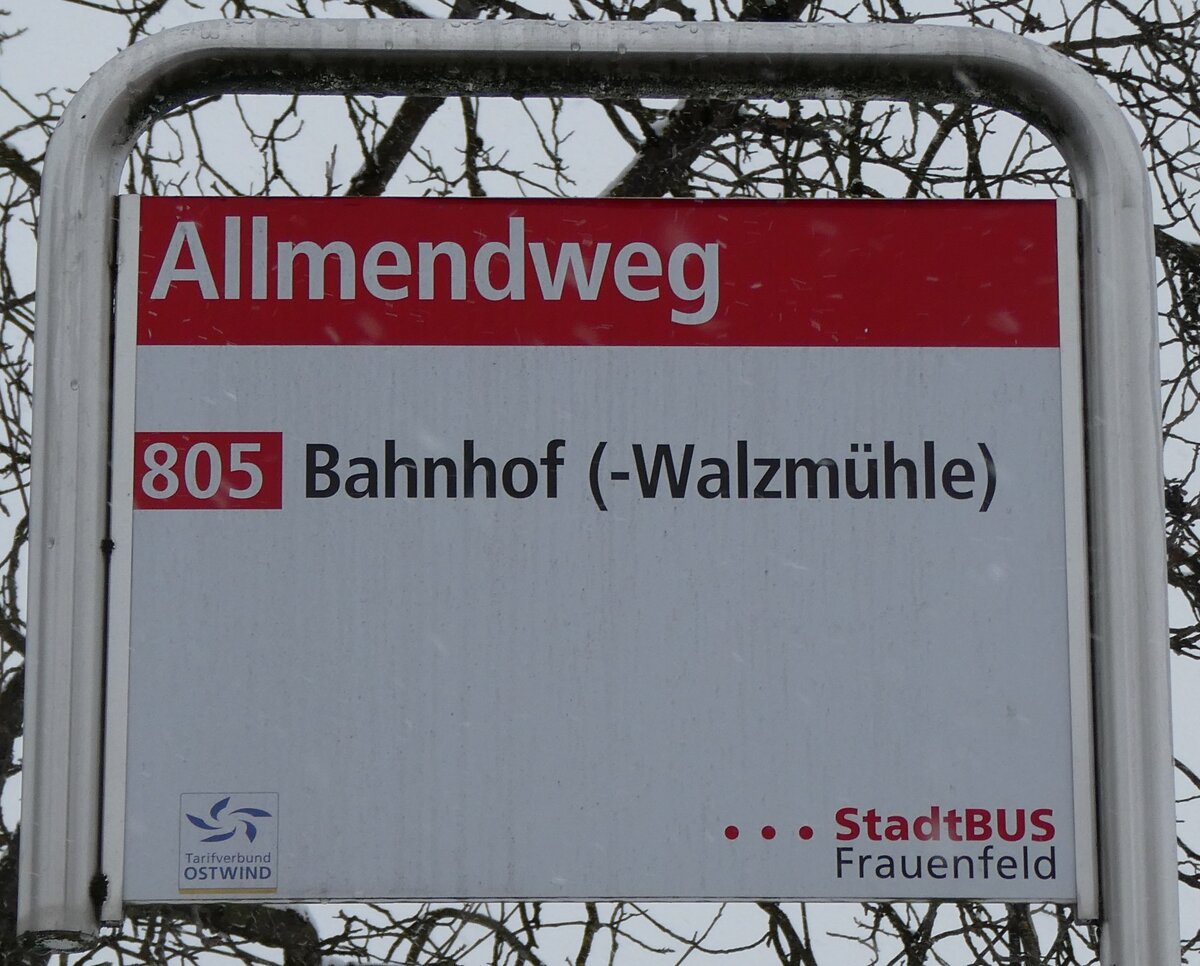 Allmendweg
805 Bahnhof (-Walzmühle)
Tarifverbund
OSTWIND
StadtBUS
Frauenfeld